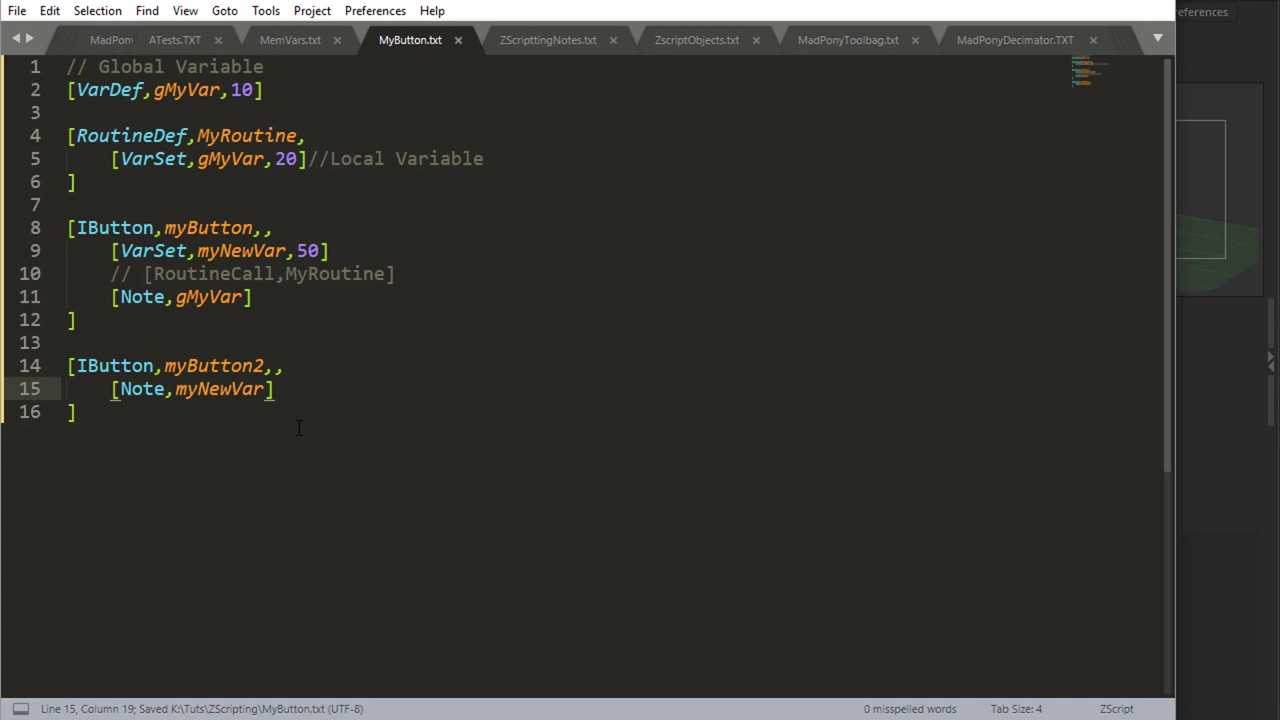 File Edit Selection Find View Goto Tools Project Preferences Help
references
MadPon ATests.TXT MemVars.txt MyButton.txt ZScripttingNotes.txt ZscriptObjects.txt MadPonyToolbag.txt MadPonyDecimator.TXT
1 // Global Variable
2 [VarDef,gMyVar,10]
3
4 [RoutineDef,MyRoutine,
5 [VarSet,gMyVar,20]//Local Variable
6 ]
7
8 [IButton,myButton,,
9 [VarSet,myNewVar,50]
10 // [RoutineCall,MyRoutine]
11 [Note,gMyVar]
12 ]
13
14 [IButton,myButton2,,
15 [Note,myNewVar]
16 ]
Line 15, Column 19; Saved K:\Tuts\ZScripting\MyButton.txt (UTF-8) 0 misspelled words Tab Size: 4 ZScript